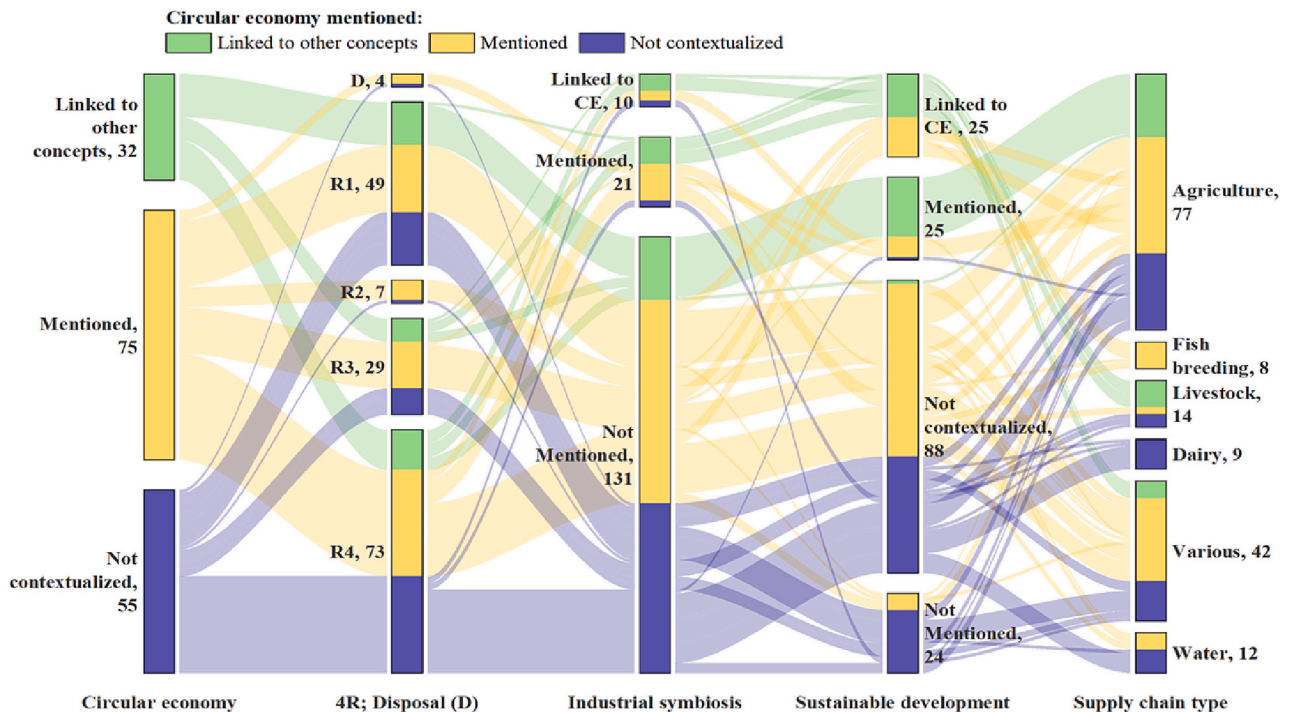 Circular economy mentioned:
Linked to other concepts
Mentioned
Not contextualized
Linked to
other
concepts, 32
Mentioned,
75
Not
contextualized,
55
D, 4
R1, 49
R2, 7
R3, 29
R4, 73
Linked to
CE, 10
Mentioned,
21
Not
Mentioned,
131
Linked to
CE , 25
Mentioned,
25
Not
contextualized,
88
Not
Mentioned,
24
Agriculture,
77
Fish
breeding, 8
Livestock,
14
Dairy, 9
Various, 42
Water, 12
Circular economy
4R; Disposal (D)
Industrial symbiosis
Sustainable development
Supply chain type